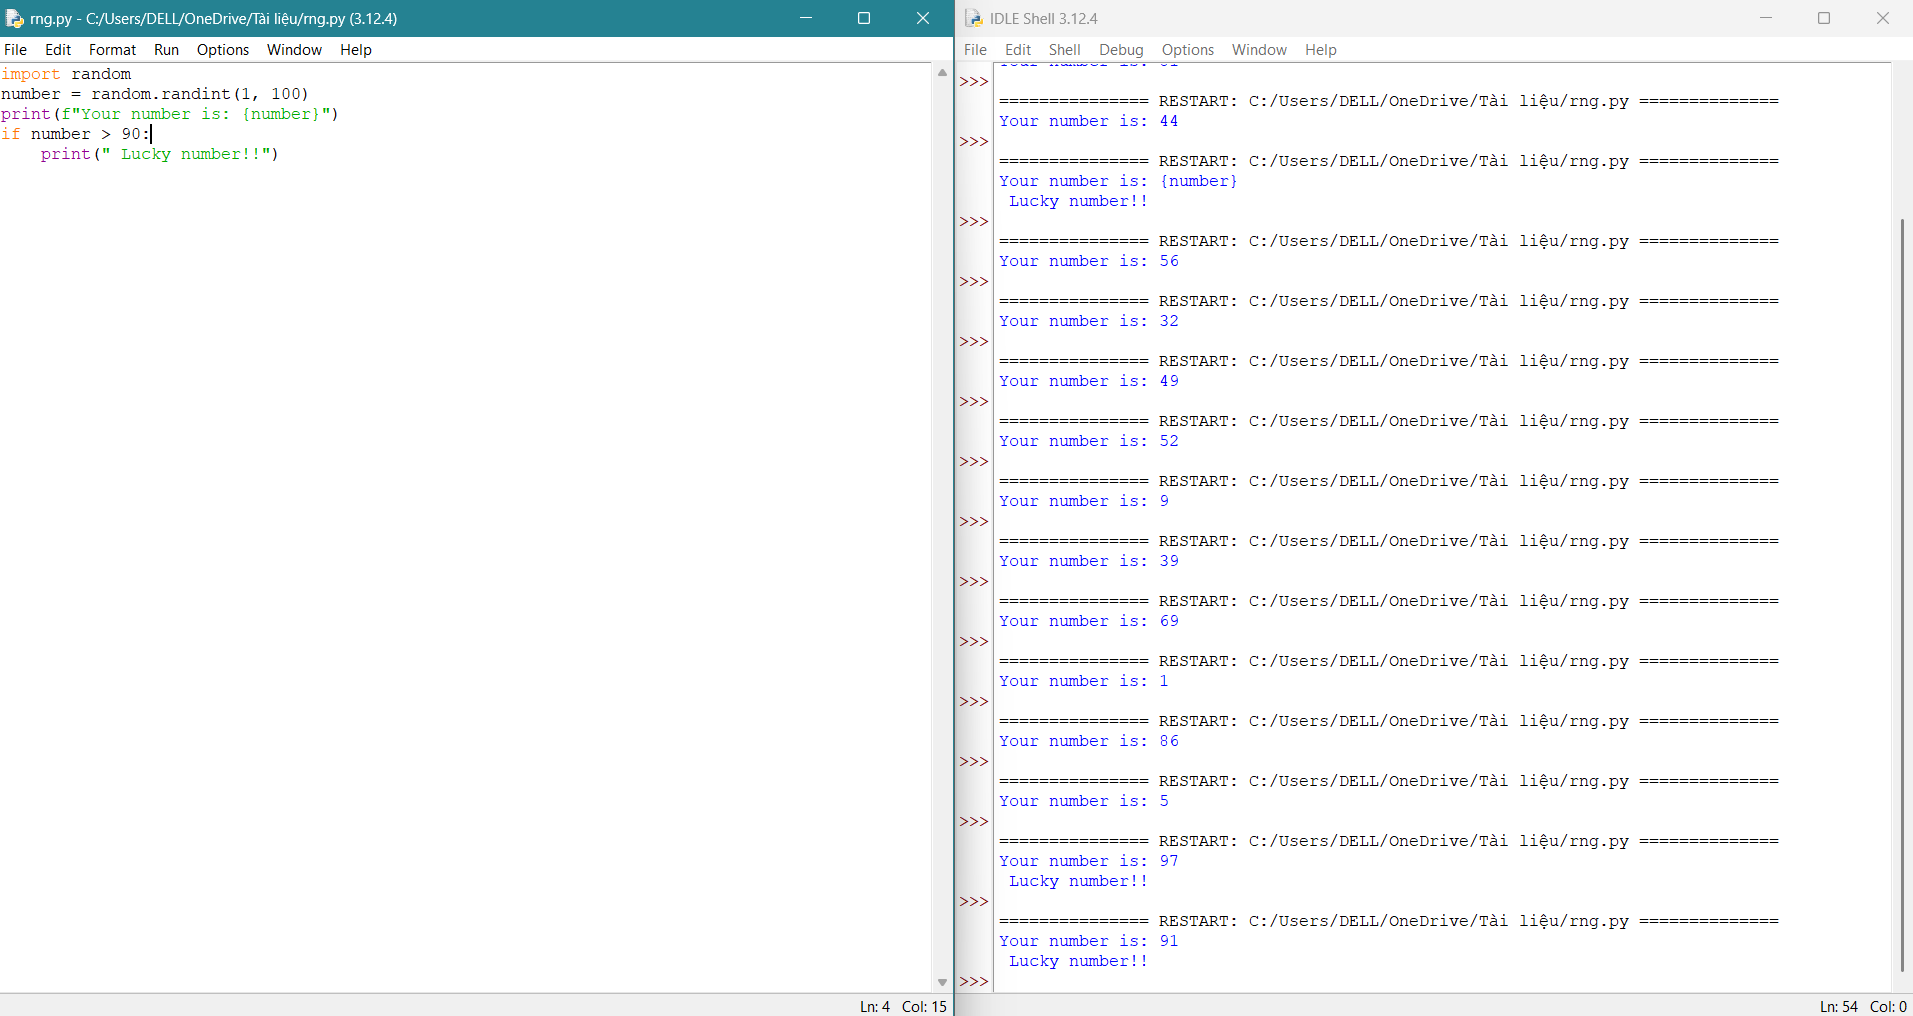 rng.py - C:/Users/DELL/OneDrive/Tài liệu/rng.py (3.12.4)
File Edit Format Run Options Window Help
import random
number = random.randint(1, 100)
print(f"Your number is: {number}")
if number > 90:
    print(" Lucky number!!")
Ln: 4 Col: 15
IDLE Shell 3.12.4
File Edit Shell Debug Options Window Help
>>>
=============== RESTART: C:/Users/DELL/OneDrive/Tài liệu/rng.py ==============
Your number is: 44
>>>
=============== RESTART: C:/Users/DELL/OneDrive/Tài liệu/rng.py ==============
Your number is: {number}
 Lucky number!!
>>>
=============== RESTART: C:/Users/DELL/OneDrive/Tài liệu/rng.py ==============
Your number is: 56
>>>
=============== RESTART: C:/Users/DELL/OneDrive/Tài liệu/rng.py ==============
Your number is: 32
>>>
=============== RESTART: C:/Users/DELL/OneDrive/Tài liệu/rng.py ==============
Your number is: 49
>>>
=============== RESTART: C:/Users/DELL/OneDrive/Tài liệu/rng.py ==============
Your number is: 52
>>>
=============== RESTART: C:/Users/DELL/OneDrive/Tài liệu/rng.py ==============
Your number is: 9
>>>
=============== RESTART: C:/Users/DELL/OneDrive/Tài liệu/rng.py ==============
Your number is: 39
>>>
=============== RESTART: C:/Users/DELL/OneDrive/Tài liệu/rng.py ==============
Your number is: 69
>>>
=============== RESTART: C:/Users/DELL/OneDrive/Tài liệu/rng.py ==============
Your number is: 1
>>>
=============== RESTART: C:/Users/DELL/OneDrive/Tài liệu/rng.py ==============
Your number is: 86
>>>
=============== RESTART: C:/Users/DELL/OneDrive/Tài liệu/rng.py ==============
Your number is: 5
>>>
=============== RESTART: C:/Users/DELL/OneDrive/Tài liệu/rng.py ==============
Your number is: 97
 Lucky number!!
>>>
=============== RESTART: C:/Users/DELL/OneDrive/Tài liệu/rng.py ==============
Your number is: 91
 Lucky number!!
>>>
Ln: 54 Col: 0